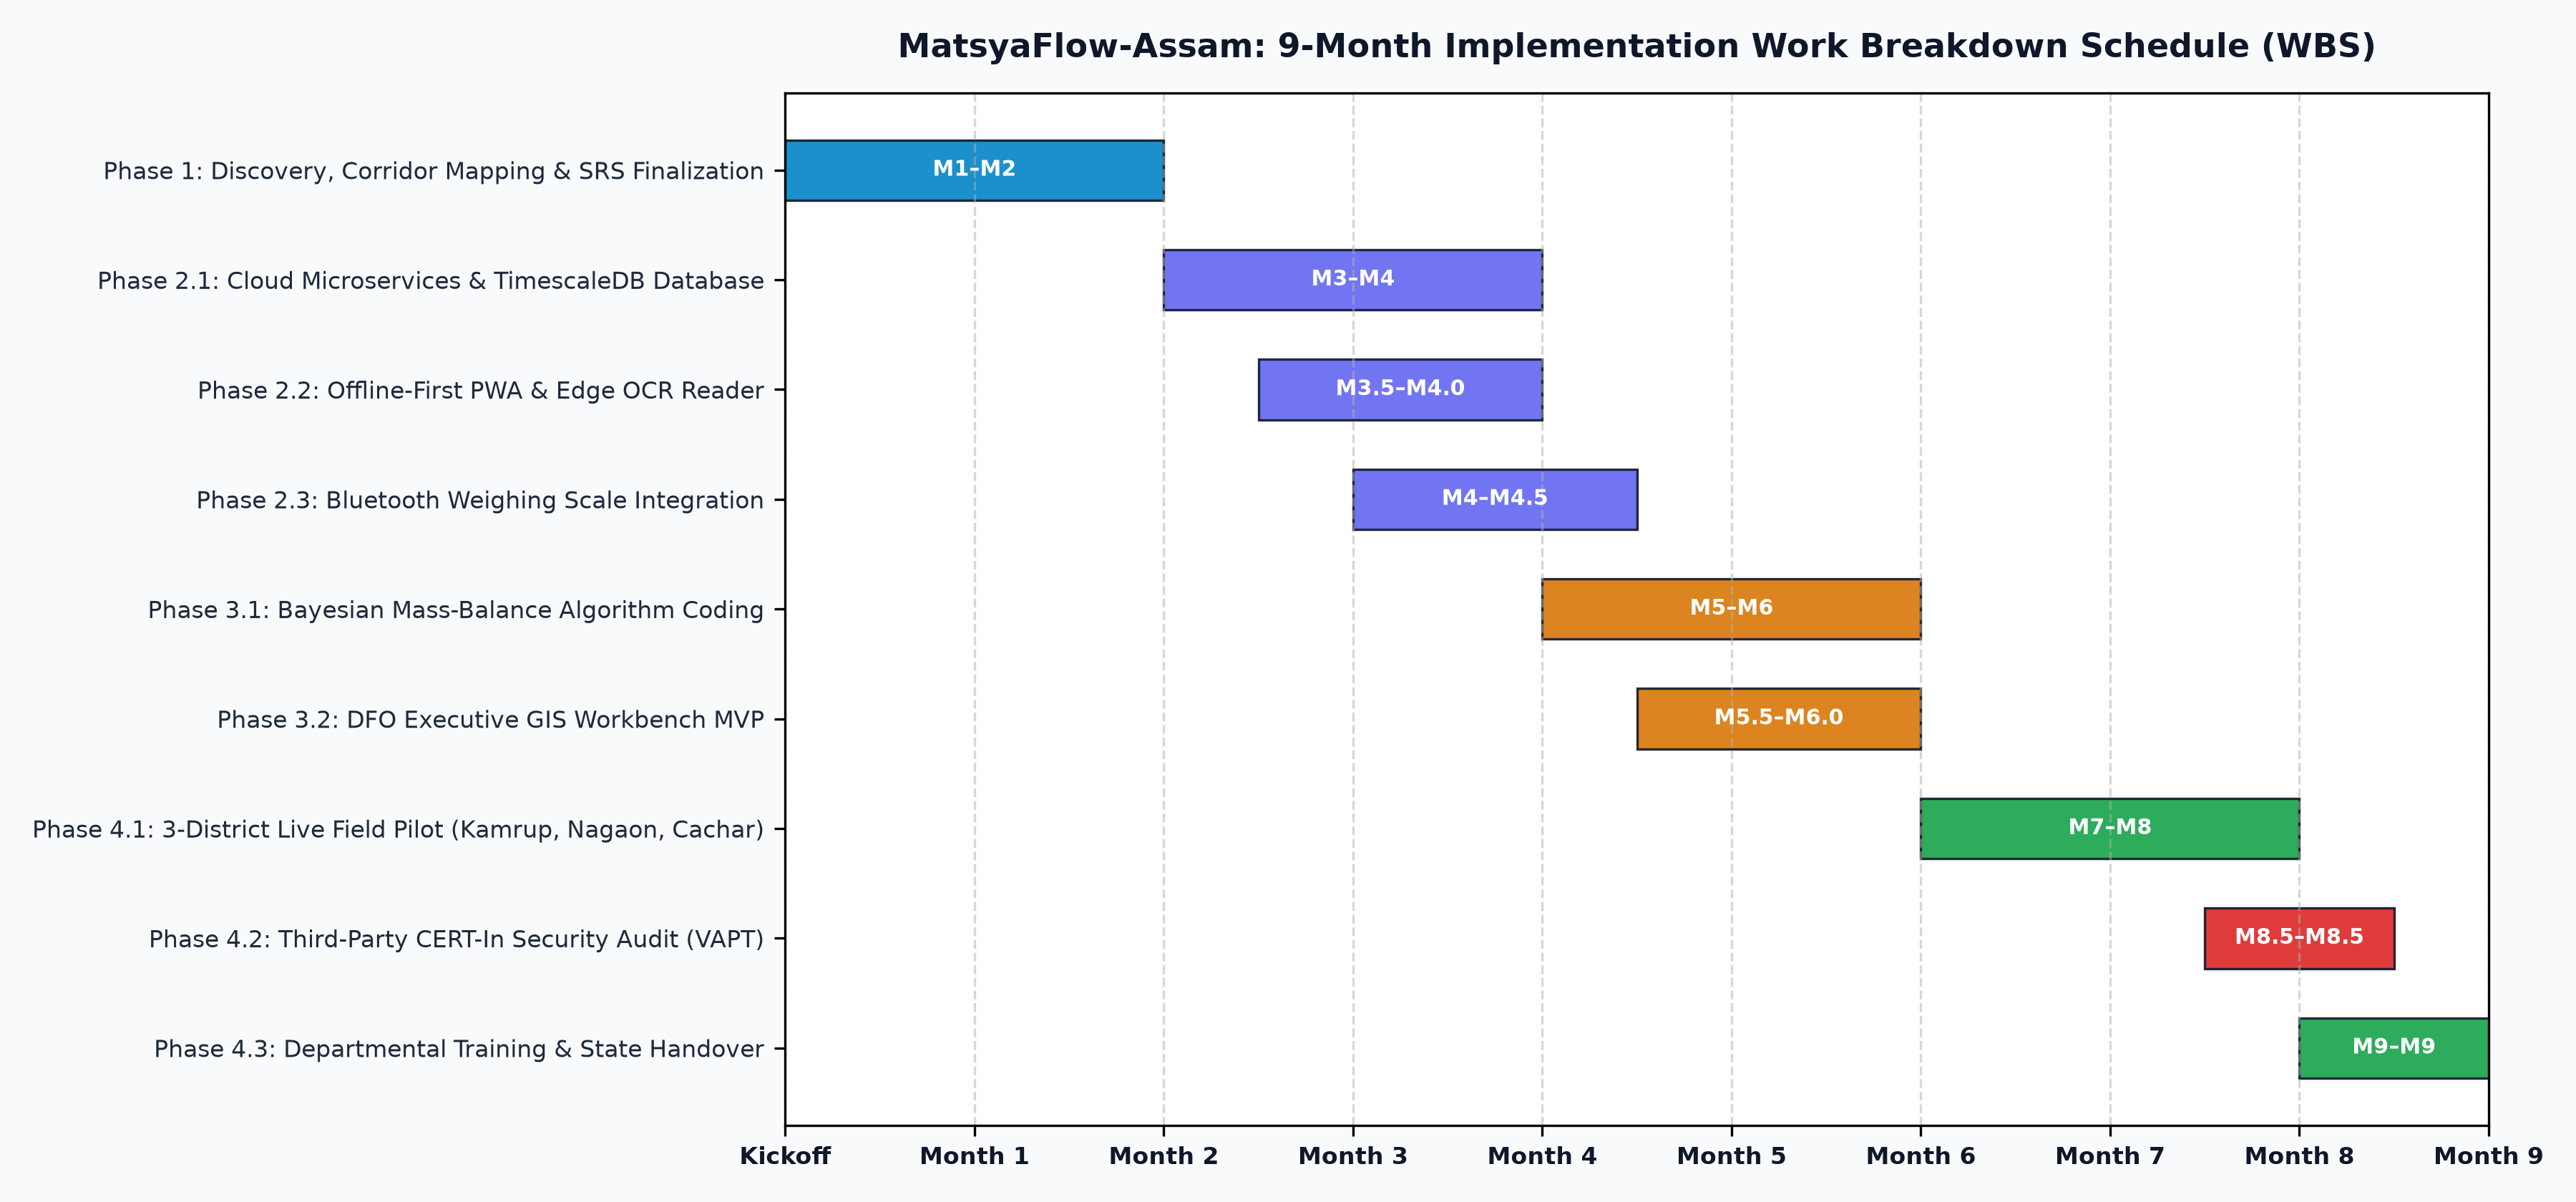 MatsyaFlow-Assam: 9-Month Implementation Work Breakdown Schedule (WBS)
Phase 1: Discovery, Corridor Mapping & SRS Finalization
M1–M2
Phase 2.1: Cloud Microservices & TimescaleDB Database
M3–M4
Phase 2.2: Offline-First PWA & Edge OCR Reader
M3.5–M4.0
Phase 2.3: Bluetooth Weighing Scale Integration
M4–M4.5
Phase 3.1: Bayesian Mass-Balance Algorithm Coding
M5–M6
Phase 3.2: DFO Executive GIS Workbench MVP
M5.5–M6.0
Phase 4.1: 3-District Live Field Pilot (Kamrup, Nagaon, Cachar)
M7–M8
Phase 4.2: Third-Party CERT-In Security Audit (VAPT)
M8.5–M8.5
Phase 4.3: Departmental Training & State Handover
M9–M9
Kickoff Month 1 Month 2 Month 3 Month 4 Month 5 Month 6 Month 7 Month 8 Month 9